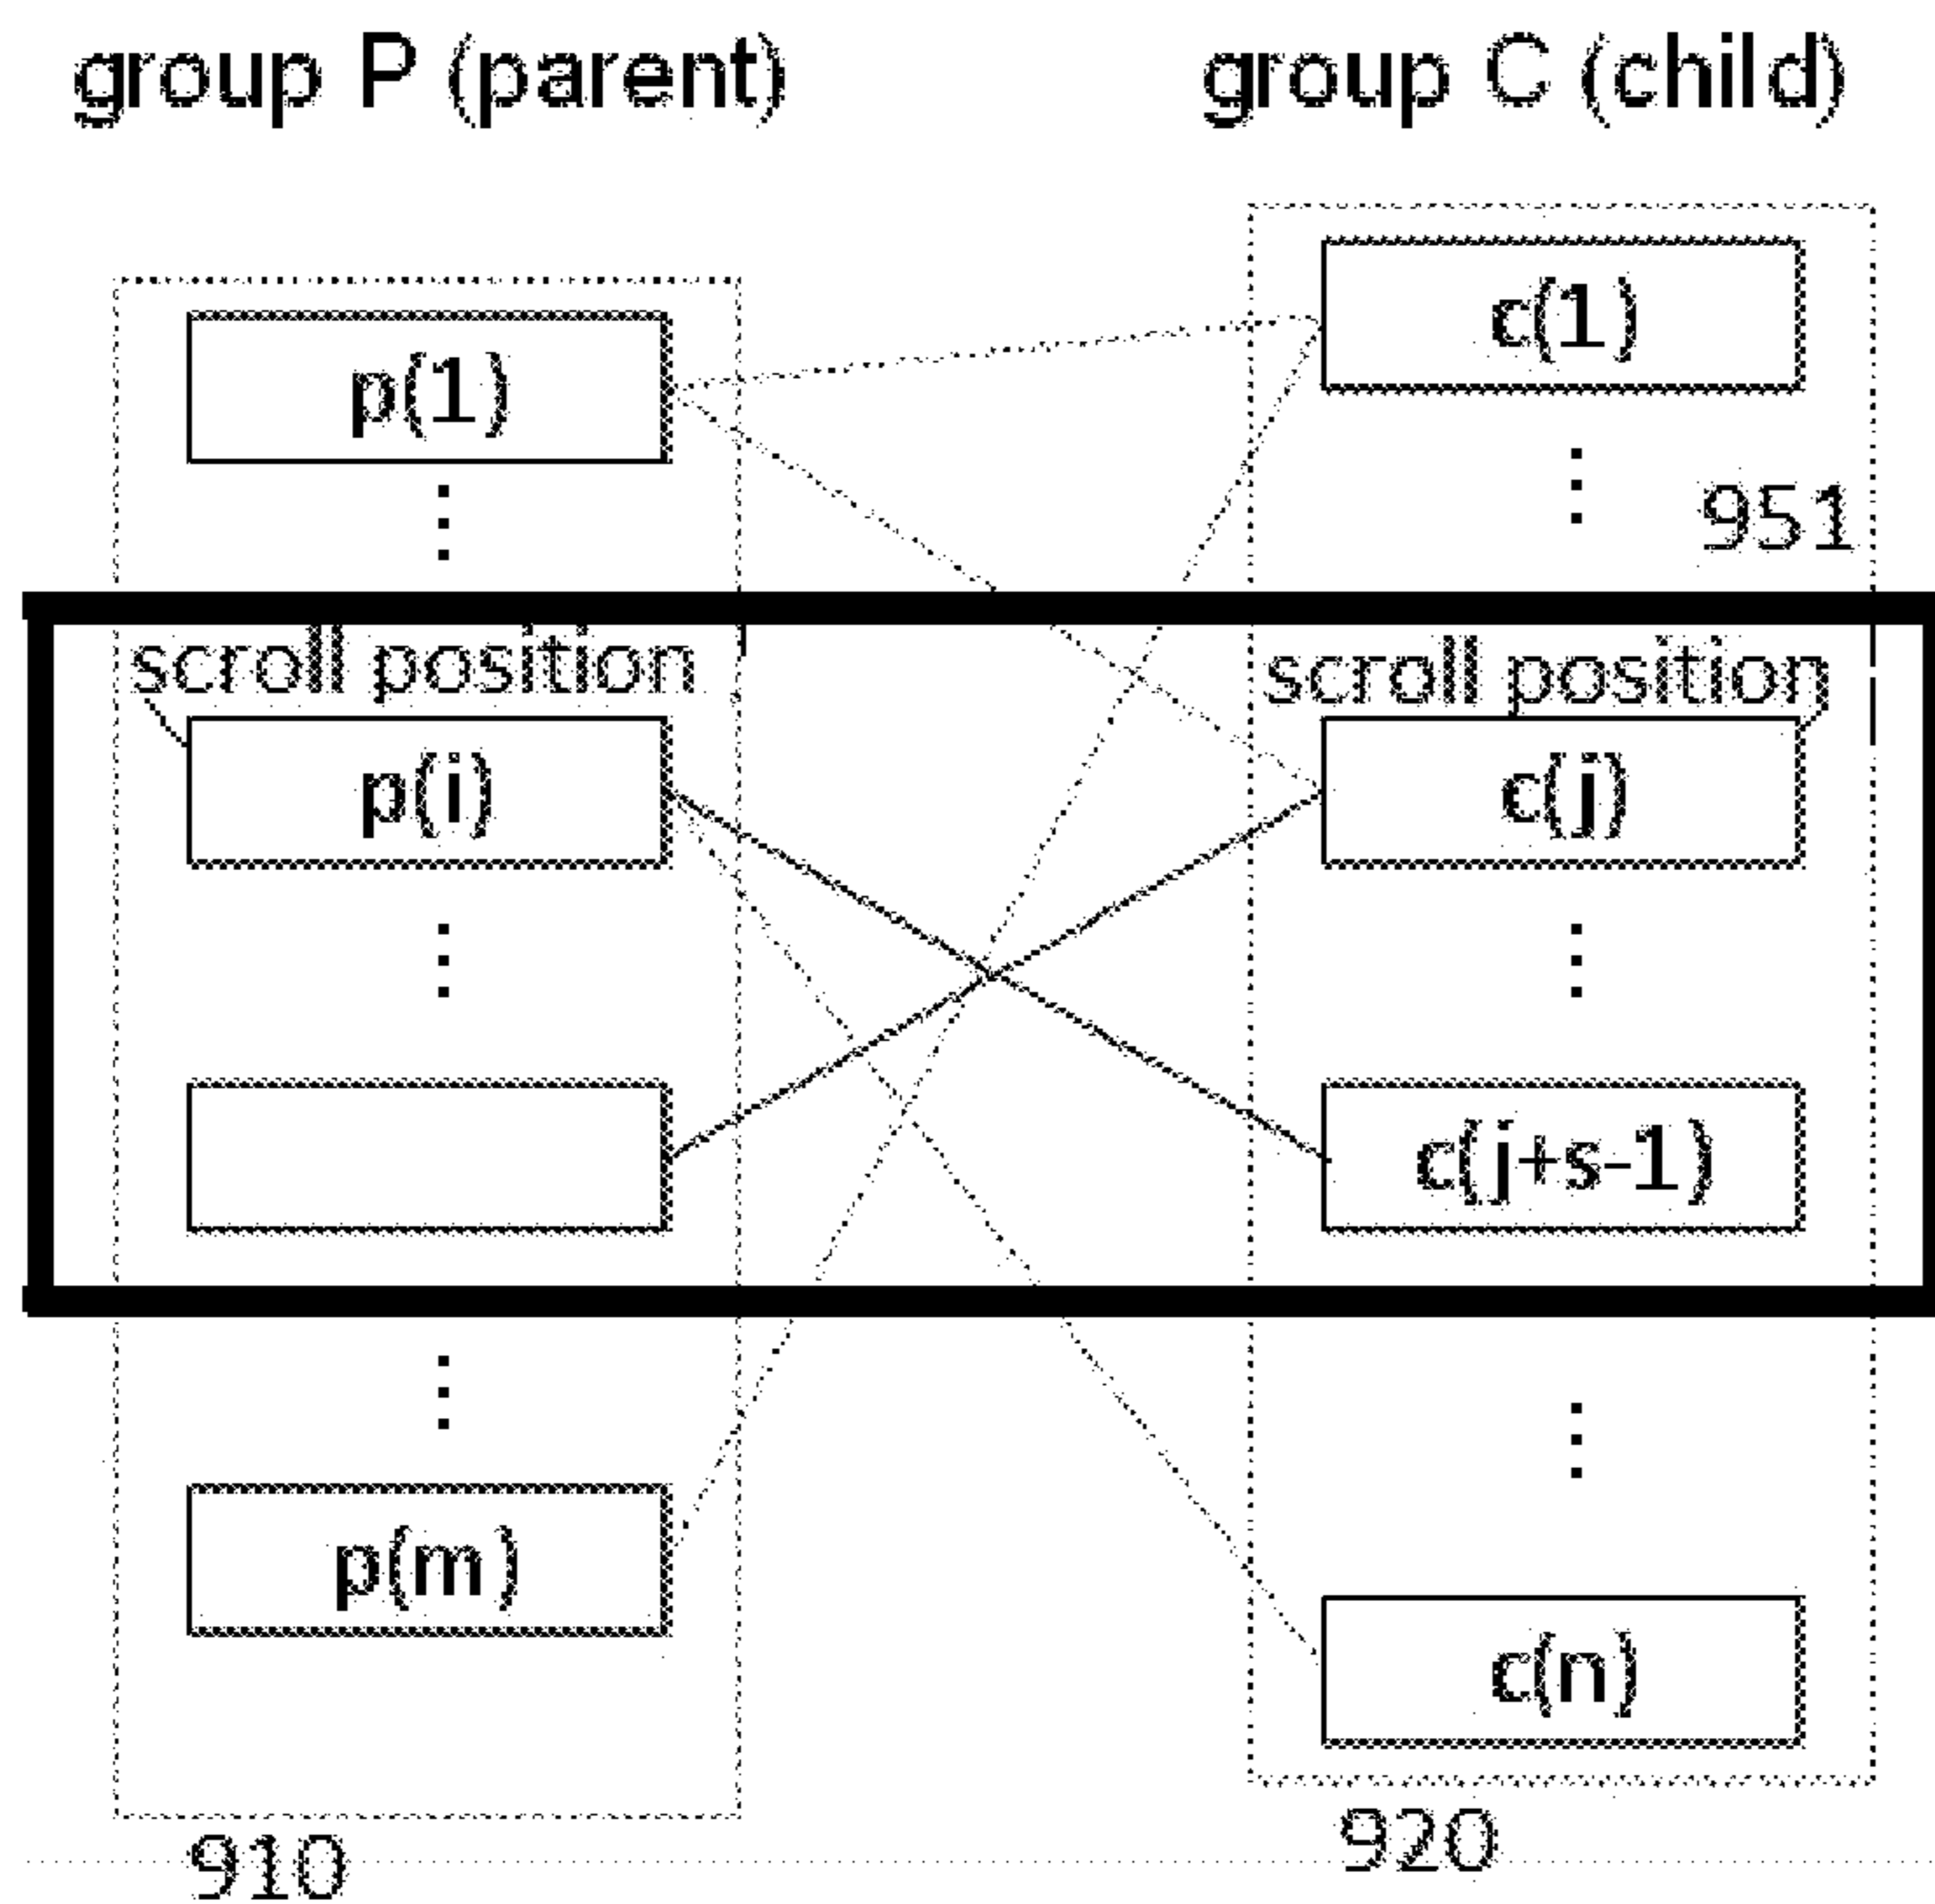 group P (parent)
group C (child)
p(1)
c(1)
951
scroll position
scroll position
p(i)
c(j)
c(j+s-1)
p(m)
c(n)
910
920